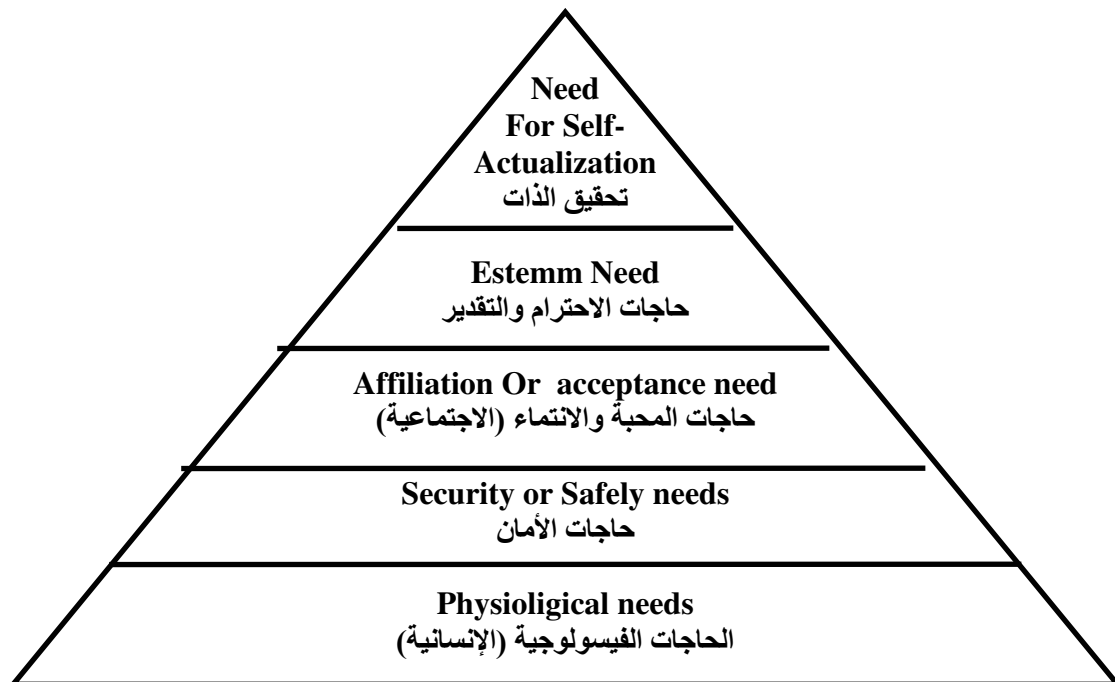 Need
For Self-
Actualization
تحقيق الذات
Estemm Need
حاجات الاحترام والتقدير
Affiliation Or  acceptance need
حاجات المحبة والانتماء (الاجتماعية)
Security or Safely needs
حاجات الأمان
Physioligical needs
الحاجات الفيسولوجية (الإنسانية)